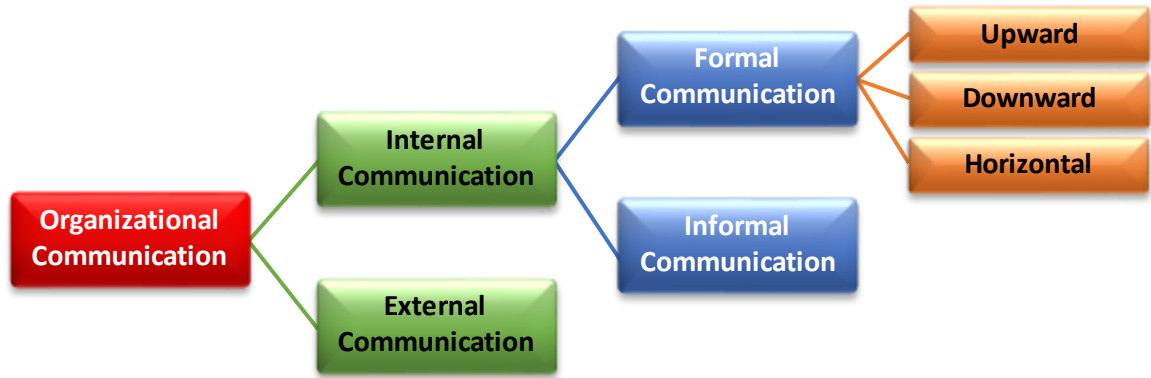 Organizational
Communication
Internal
Communication
External
Communication
Formal
Communication
Informal
Communication
Upward
Downward
Horizontal